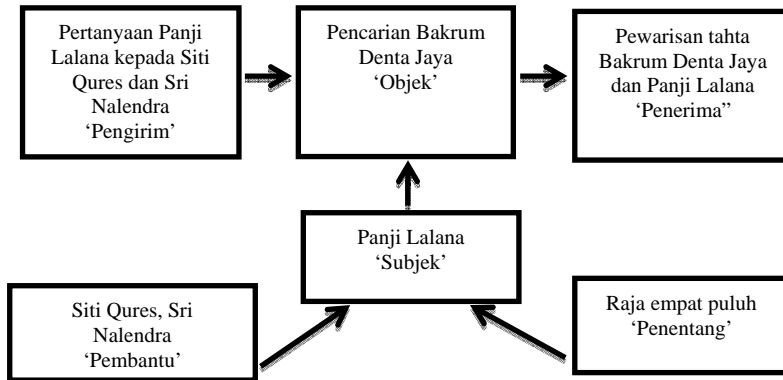 Pertanyaan Panji
Lalana kepada Siti
Qures dan Sri
Nalendra
‘Pengirim’
Pencarian Bakrum
Denta Jaya
‘Objek’
Pewarisan tahta
Bakrum Denta Jaya
dan Panji Lalana
‘Penerima”
Panji Lalana
‘Subjek’
Siti Qures, Sri
Nalendra
‘Pembantu’
Raja empat puluh
‘Penentang’